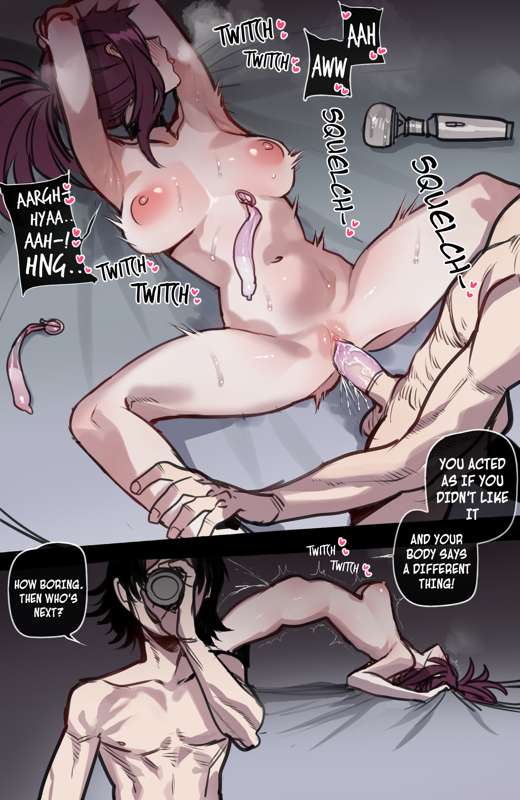 TWITCH
TWITCH
AAH
AWW
SQUELCH-
SQUELCH-
AARGH-
HYAA..
AAH-!
HNG..
TWITCH
TWITCH
YOU ACTED
AS IF YOU
DIDN'T LIKE
IT
AND YOUR
BODY SAYS
A DIFFERENT
THING!
HOW BORING.
THEN WHO'S
NEXT?
TWITCH
TWITCH